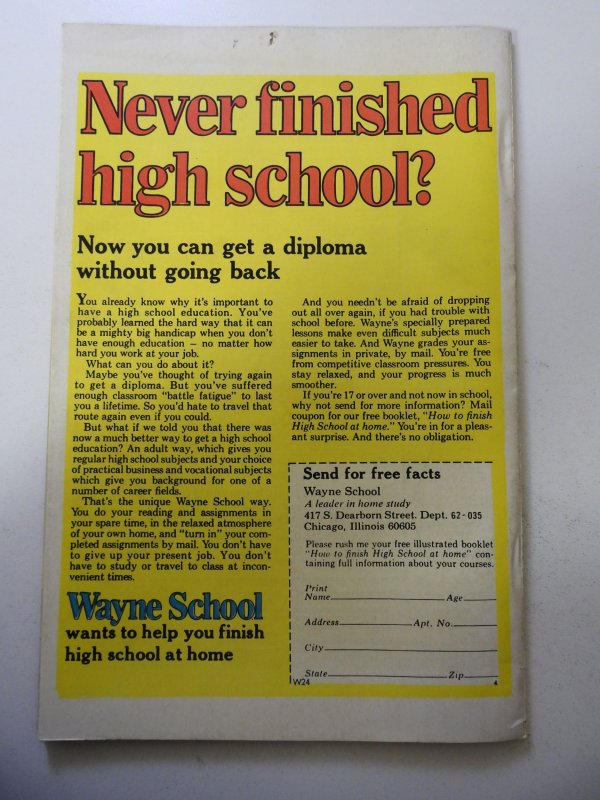 Never finished
high school?
Now you can get a diploma
without going back
You already know why it's important to
have a high school education. You've
probably learned the hard way that it can
be a mighty big handicap when you don't
have enough education – no matter how
hard you work at your job.
What can you do about it?
Maybe you've thought of trying again
to get a diploma. But you've suffered
enough classroom "battle fatigue" to last
you a lifetime. So you'd hate to travel that
route again even if you could.
But what if we told you that there was
now a much better way to get a high school
education? An adult way, which gives you
regular high school subjects and your choice
of practical business and vocational subjects
which give you background for one of a
number of career fields.
That's the unique Wayne School way.
You do your reading and assignments in
your spare time, in the relaxed atmosphere
of your own home, and "turn in" your com-
pleted assignments by mail. You don't have
to give up your present job. You don't
have to study or travel to class at incon-
venient times.
Wayne School
wants to help you finish
high school at home
And you needn't be afraid of dropping
out all over again, if you had trouble with
school before. Wayne's specially prepared
lessons make even difficult subjects much
easier to take. And Wayne grades your as-
signments in private, by mail. You're free
from competitive classroom pressures. You
stay relaxed, and your progress is much
smoother.
If you're 17 or over and not now in school,
why not send for more information? Mail
coupon for our free booklet, "How to finish
High School at home." You're in for a pleas-
ant surprise. And there's no obligation.
Send for free facts
Wayne School
A leader in home study
417 S. Dearborn Street. Dept. 62-035
Chicago, Illinois 60605
Please rush me your free illustrated booklet
"How to finish High School at home" con-
taining full information about your courses.
Print
Name Age
Address Apt. No.
City
State Zip
W24 4